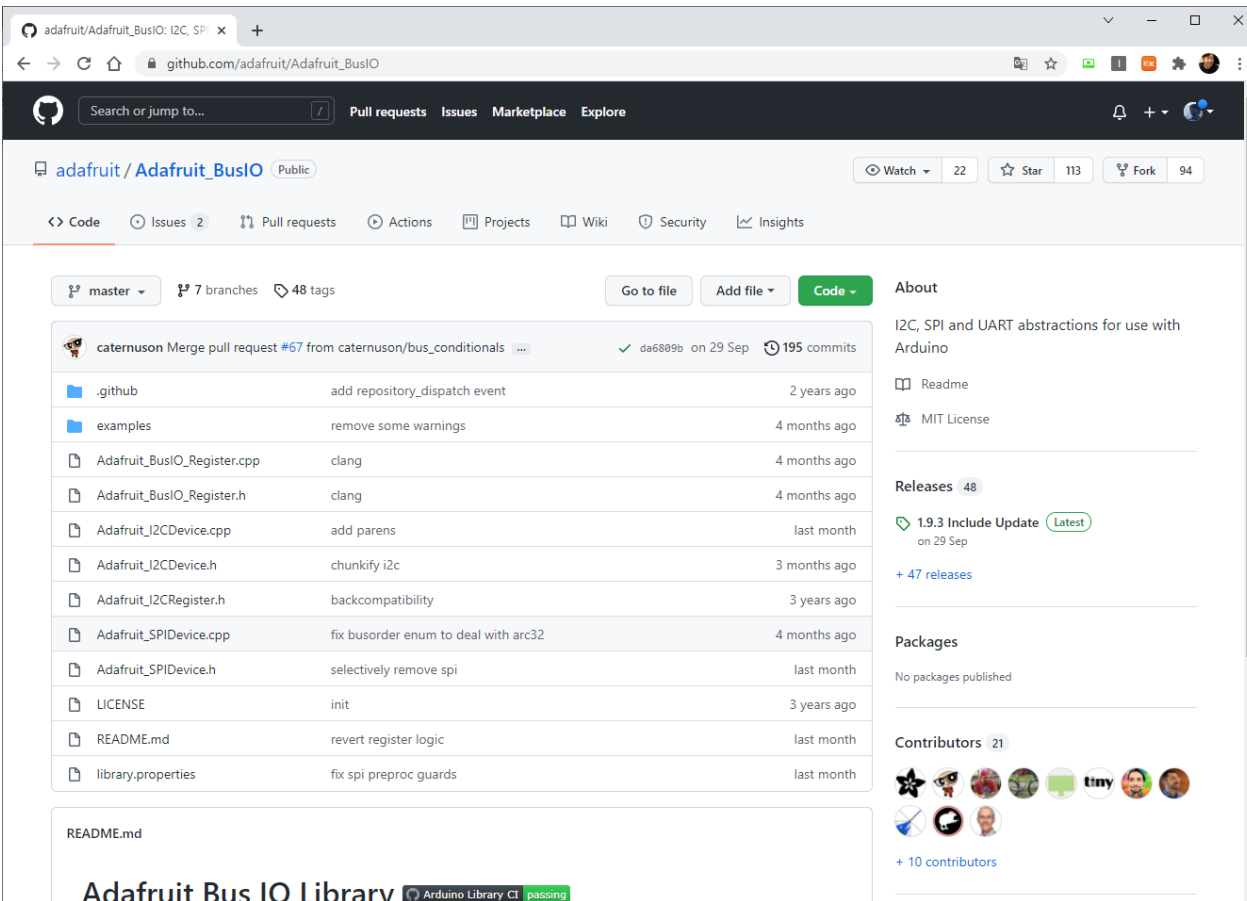 adafruit/Adafruit_BusIO: I2C, SPI
github.com/adafruit/Adafruit_BusIO
Search or jump to... / Pull requests Issues Marketplace Explore
adafruit / Adafruit_BusIO Public Watch 22 Star 113 Fork 94
<> Code Issues 2 Pull requests Actions Projects Wiki Security Insights
master 7 branches 48 tags Go to file Add file Code
caternuson Merge pull request #67 from caternuson/bus_conditionals ... da6809b on 29 Sep 195 commits
.github add repository_dispatch event 2 years ago
examples remove some warnings 4 months ago
Adafruit_BusIO_Register.cpp clang 4 months ago
Adafruit_BusIO_Register.h clang 4 months ago
Adafruit_I2CDevice.cpp add parens last month
Adafruit_I2CDevice.h chunkify i2c 3 months ago
Adafruit_I2CRegister.h backcompatibility 3 years ago
Adafruit_SPIDevice.cpp fix busorder enum to deal with arc32 4 months ago
Adafruit_SPIDevice.h selectively remove spi last month
LICENSE init 3 years ago
README.md revert register logic last month
library.properties fix spi preproc guards last month
README.md
Adafruit Bus IO Library Arduino Library CI passing
About
I2C, SPI and UART abstractions for use with
Arduino
Readme
MIT License
Releases 48
1.9.3 Include Update Latest
on 29 Sep
+ 47 releases
Packages
No packages published
Contributors 21
tiny
+ 10 contributors